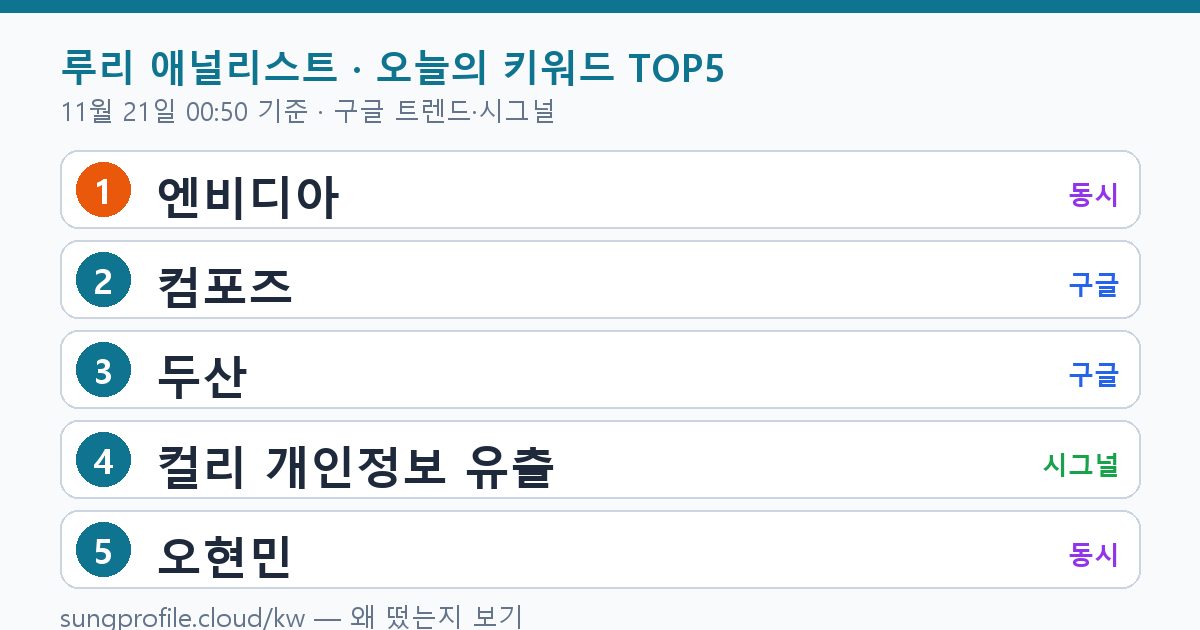 루리 애널리스트 · 오늘의 키워드 TOP5
11월 21일 00:50 기준 · 구글 트렌드·시그널
1 엔비디아 동시
2 컴포즈 구글
3 두산 구글
4 컬리 개인정보 유출 시그널
5 오현민 동시
sungprofile.cloud/kw — 왜 떴는지 보기